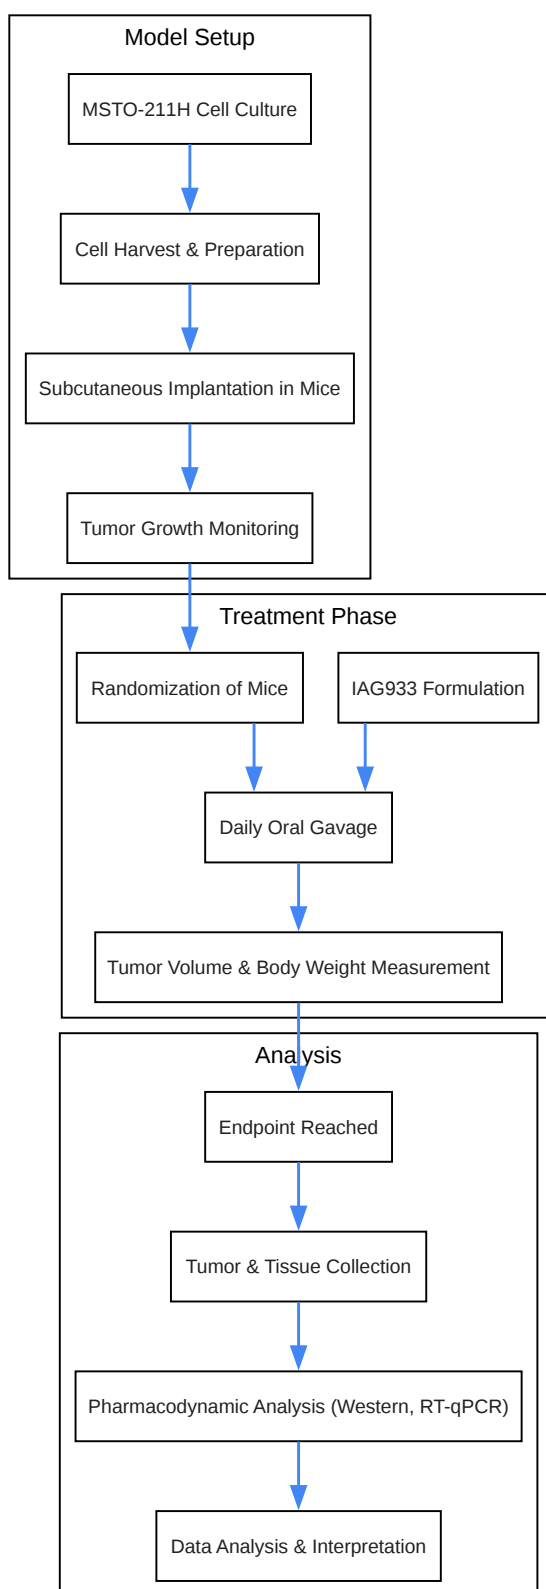 Model Setup
MSTO-211H Cell Culture
Cell Harvest & Preparation
Subcutaneous Implantation in Mice
Tumor Growth Monitoring
Treatment Phase
Randomization of Mice
IAG933 Formulation
Daily Oral Gavage
Tumor Volume & Body Weight Measurement
Analysis
Endpoint Reached
Tumor & Tissue Collection
Pharmacodynamic Analysis (Western, RT-qPCR)
Data Analysis & Interpretation